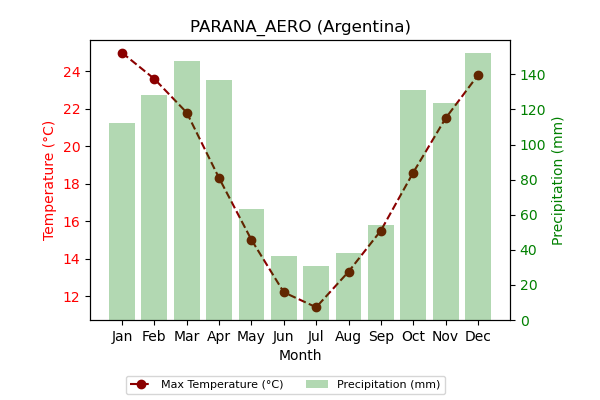 PARANA_AERO (Argentina)
Temperature (°C)
24
22
20
18
16
14
12
140
120
100
80
60
40
20
0
Precipitation (mm)
Jan Feb Mar Apr May Jun Jul Aug Sep Oct Nov Dec
Month
Max Temperature (°C) Precipitation (mm)